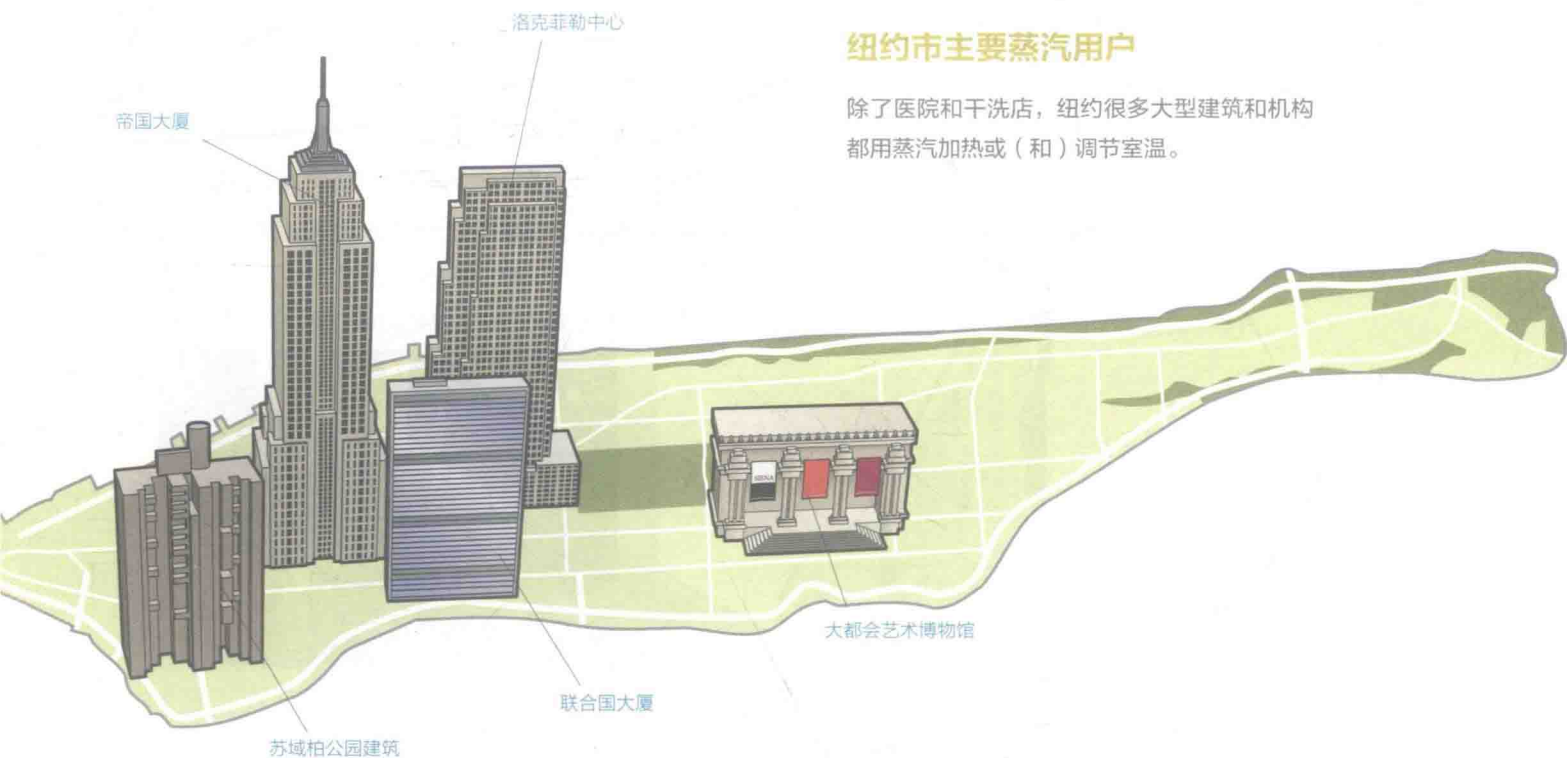 洛克菲勒中心
纽约市主要蒸汽用户
除了医院和干洗店，纽约很多大型建筑和机构
都用蒸汽加热或（和）调节室温。
帝国大厦
大都会艺术博物馆
联合国大厦
苏域柏公园建筑